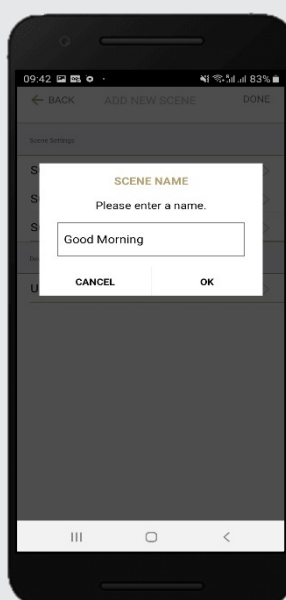 09:42
83%
BACK ADD NEW SCENE DONE
Scene Settings
SCENE NAME
Please enter a name.
Good Morning
CANCEL OK